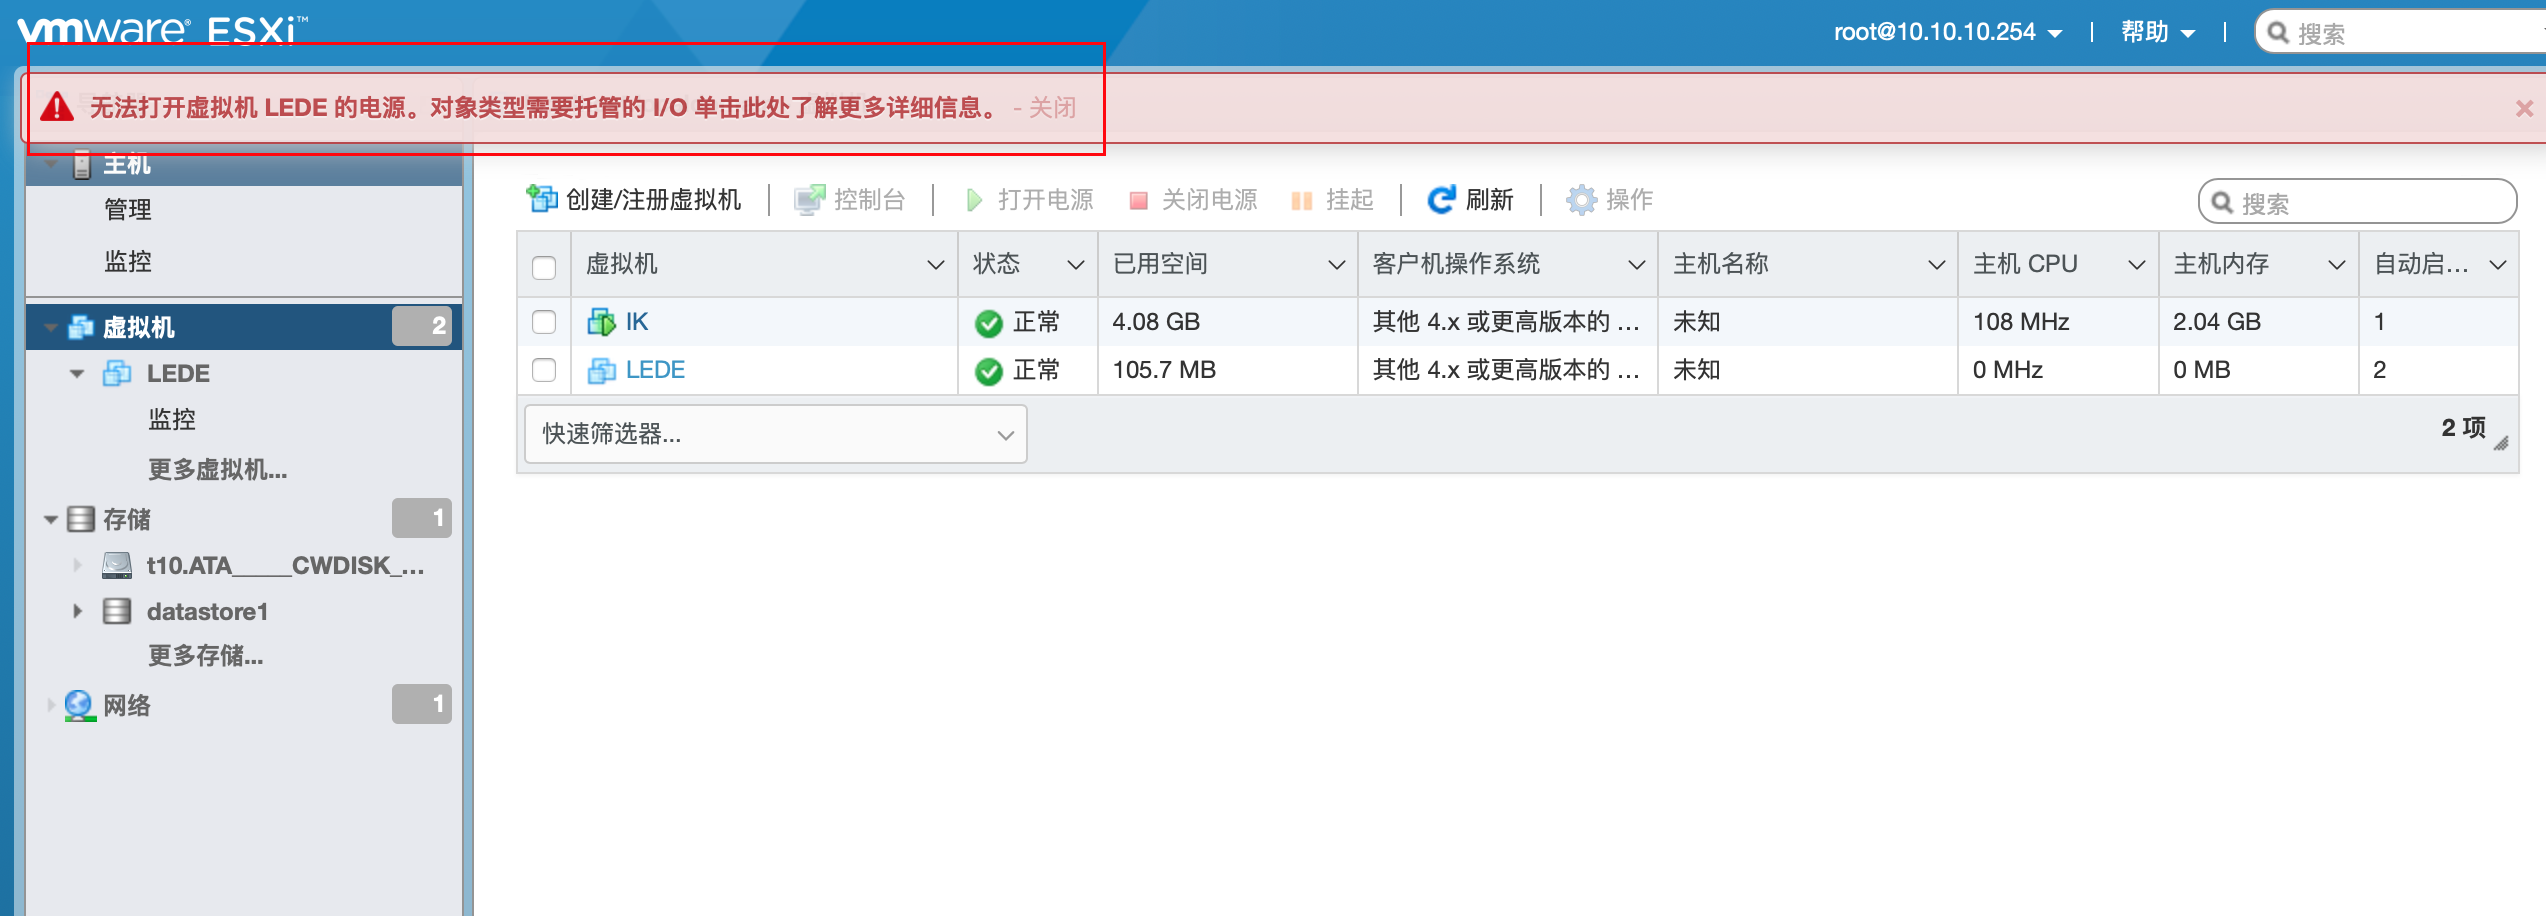 vmware® ESXi™
root@10.10.10.254 | 帮助 | 搜索
无法打开虚拟机 LEDE 的电源。对象类型需要托管的 I/O 单击此处了解更多详细信息。 - 关闭
主机
管理
监控
虚拟机 2
LEDE
监控
更多虚拟机...
存储 1
t10.ATA_____CWDISK_...
datastore1
更多存储...
网络 1
创建/注册虚拟机 | 控制台 | 打开电源 关闭电源 挂起 | 刷新 | 操作
搜索
虚拟机 状态 已用空间 客户机操作系统 主机名称 主机 CPU 主机内存 自动启...
IK 正常 4.08 GB 其他 4.x 或更高版本的 ... 未知 108 MHz 2.04 GB 1
LEDE 正常 105.7 MB 其他 4.x 或更高版本的 ... 未知 0 MHz 0 MB 2
快速筛选器...
2 项